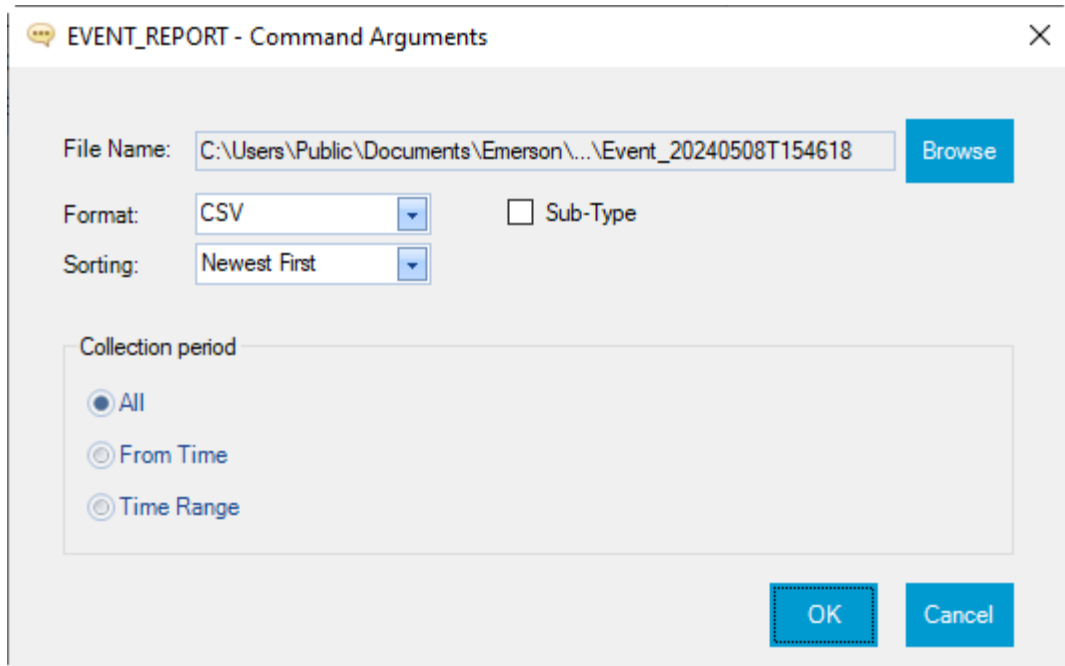 EVENT_REPORT - Command Arguments
File Name: C:\Users\Public\Documents\Emerson\...\Event_20240508T154618 Browse
Format: CSV Sub-Type
Sorting: Newest First
Collection period
All
From Time
Time Range
OK Cancel